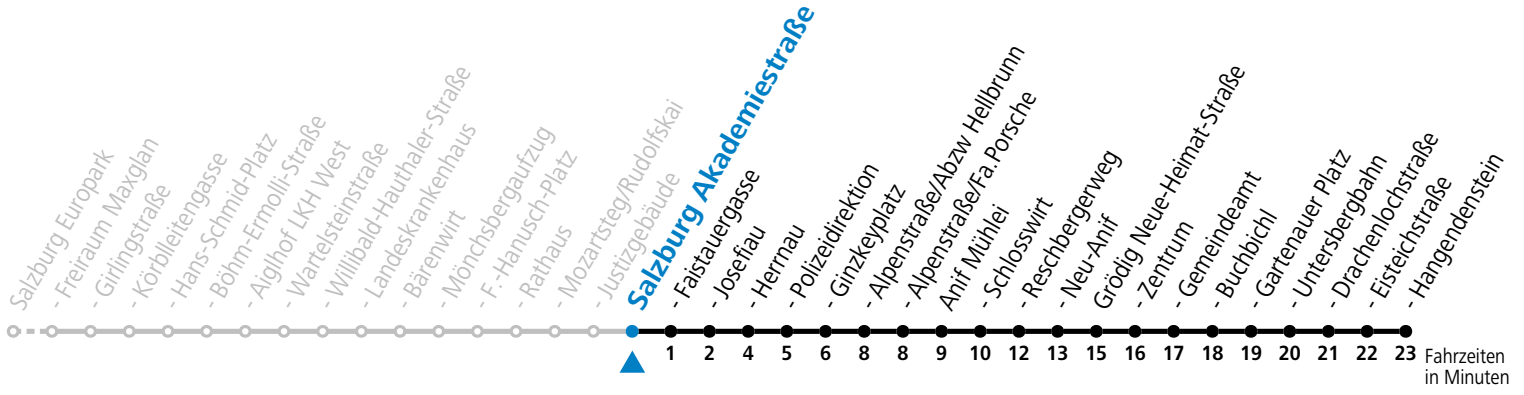 Salzburg Europark
- Freiraum Maxglan
- Girlingstraße
- Korbleitengasse
- Hans-Schmid-Platz
- Böhm-Ermolli-Straße
- Aiglhof LKH West
- Wartelsteinstraße
- Willibald-Hauthaler-Straße
- Landeskrankenhaus
- Bärenwirt
- Mönchsbergaufzug
- F.-Hanusch-Platz
- Rathaus
- Mozartsteg/Rudolfskai
- Justizgebäude
Salzburg Akademiestraße
- Faistauergasse
- Josefiau
- Herrnau
- Polizeidirektion
- Ginzkeyplatz
- Alpenstraße/Abzw Hellbrunn
- Alpenstraße/Fa.Porsche
Anif Mühlei
- Schlosswirt
- Reschbergerweg
- Neu-Anif
Grödig Neue-Heimat-Straße
- Zentrum
- Gemeindeamt
- Buchbichl
- Gartenauer Platz
- Untersbergbahn
- Drachenlochstraße
- Eisteichstraße
- Hangendenstein
1 2 4 5 6 8 8 9 10 12 13 15 16 17 18 19 20 21 22 23
Fahrzeiten
in Minuten